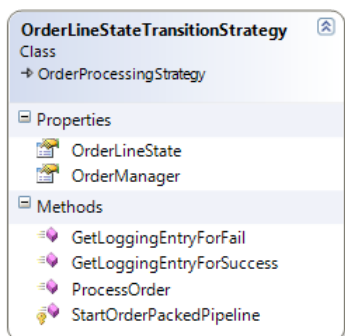 OrderLineStateTransitionStrategy
Class
OrderProcessingStrategy
Properties
OrderLineState
OrderManager
Methods
GetLoggingEntryForFail
GetLoggingEntryForSuccess
ProcessOrder
StartOrderPackedPipeline